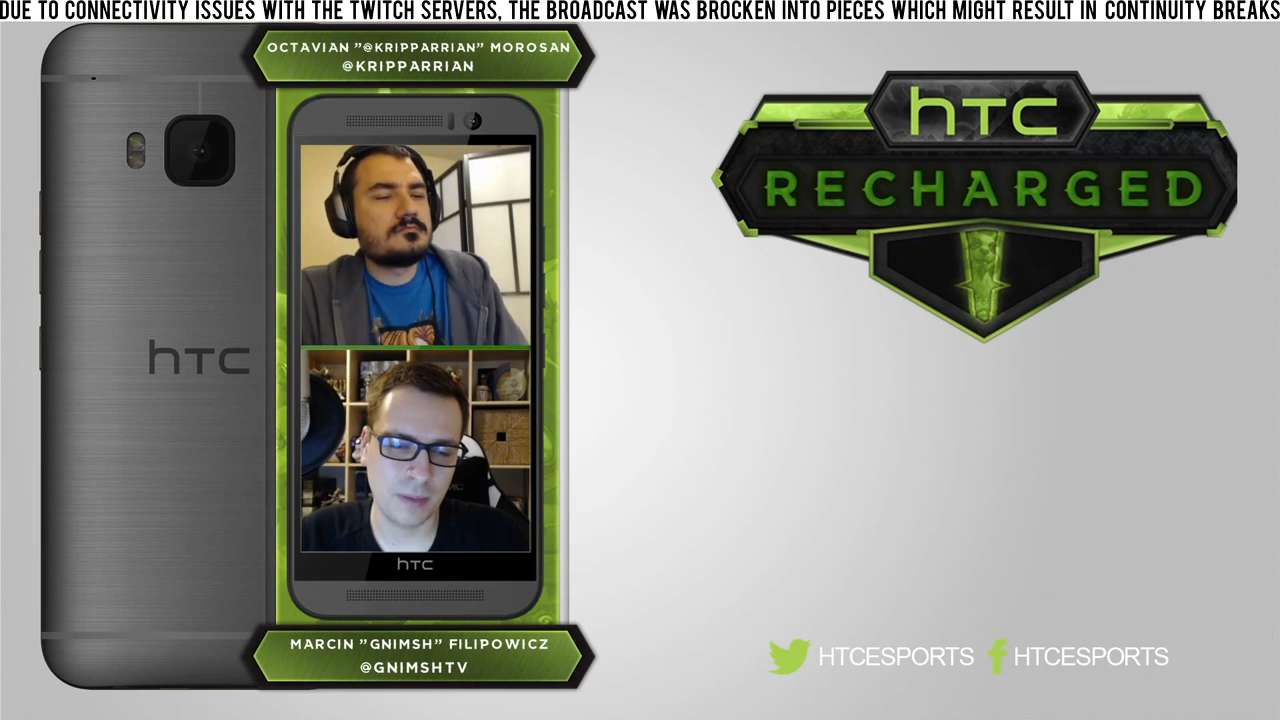 DUE TO CONNECTIVITY ISSUES WITH THE TWITCH SERVERS, THE BROADCAST WAS BROCKEN INTO PIECES WHICH MIGHT RESULT IN CONTINUITY BREAKS
OCTAVIAN "@KRIPPARRIAN" MOROSAN
@KRIPPARRIAN
hTC
RECHARGED
hTC
hTC
MARCIN "GNIMSH" FILIPOWICZ
@GNIMSHTV
HTCESPORTS HTCESPORTS